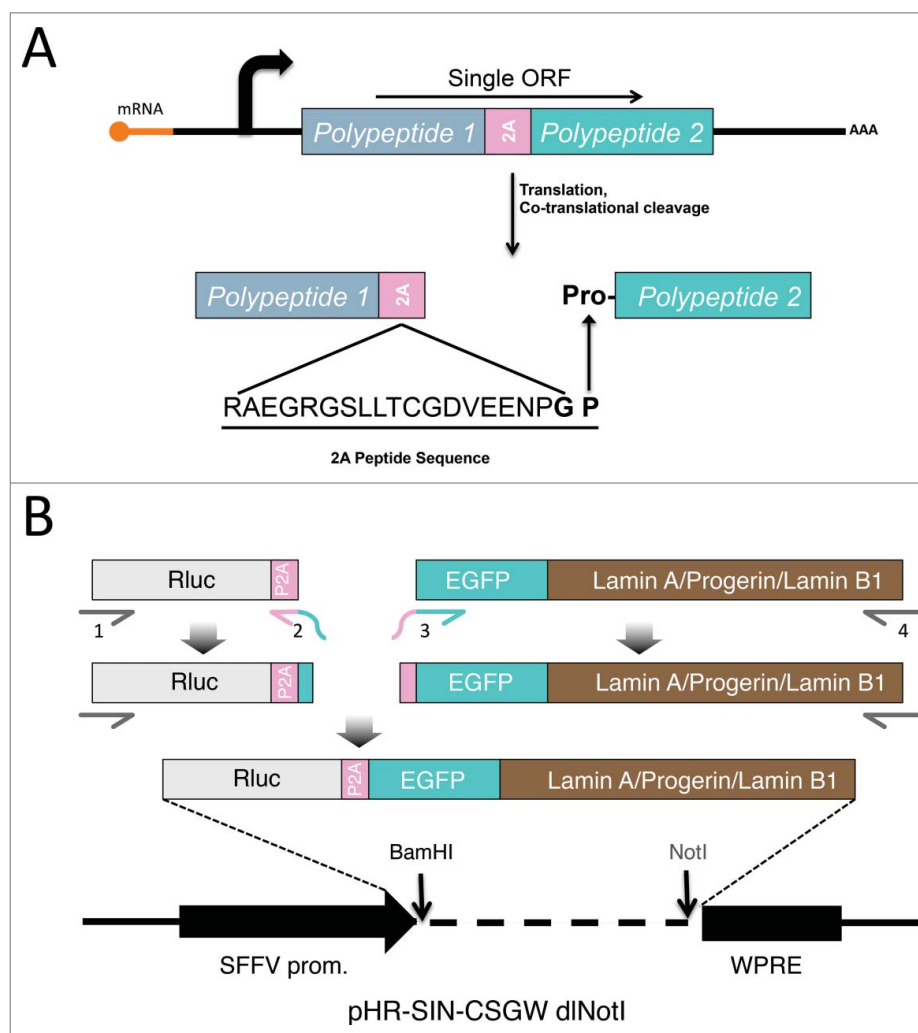 A
Single ORF
mRNA
Polypeptide 1 2A Polypeptide 2
AAA
Translation,
Co-translational cleavage
Polypeptide 1 2A
Pro- Polypeptide 2
RAEGRGSLLTCGDVEENPG P
2A Peptide Sequence
B
Rluc P2A EGFP Lamin A/Progerin/Lamin B1
1 2 3 4
Rluc P2A EGFP Lamin A/Progerin/Lamin B1
Rluc P2A EGFP Lamin A/Progerin/Lamin B1
BamHI NotI
SFFV prom. WPRE
pHR-SIN-CSGW dlNotI